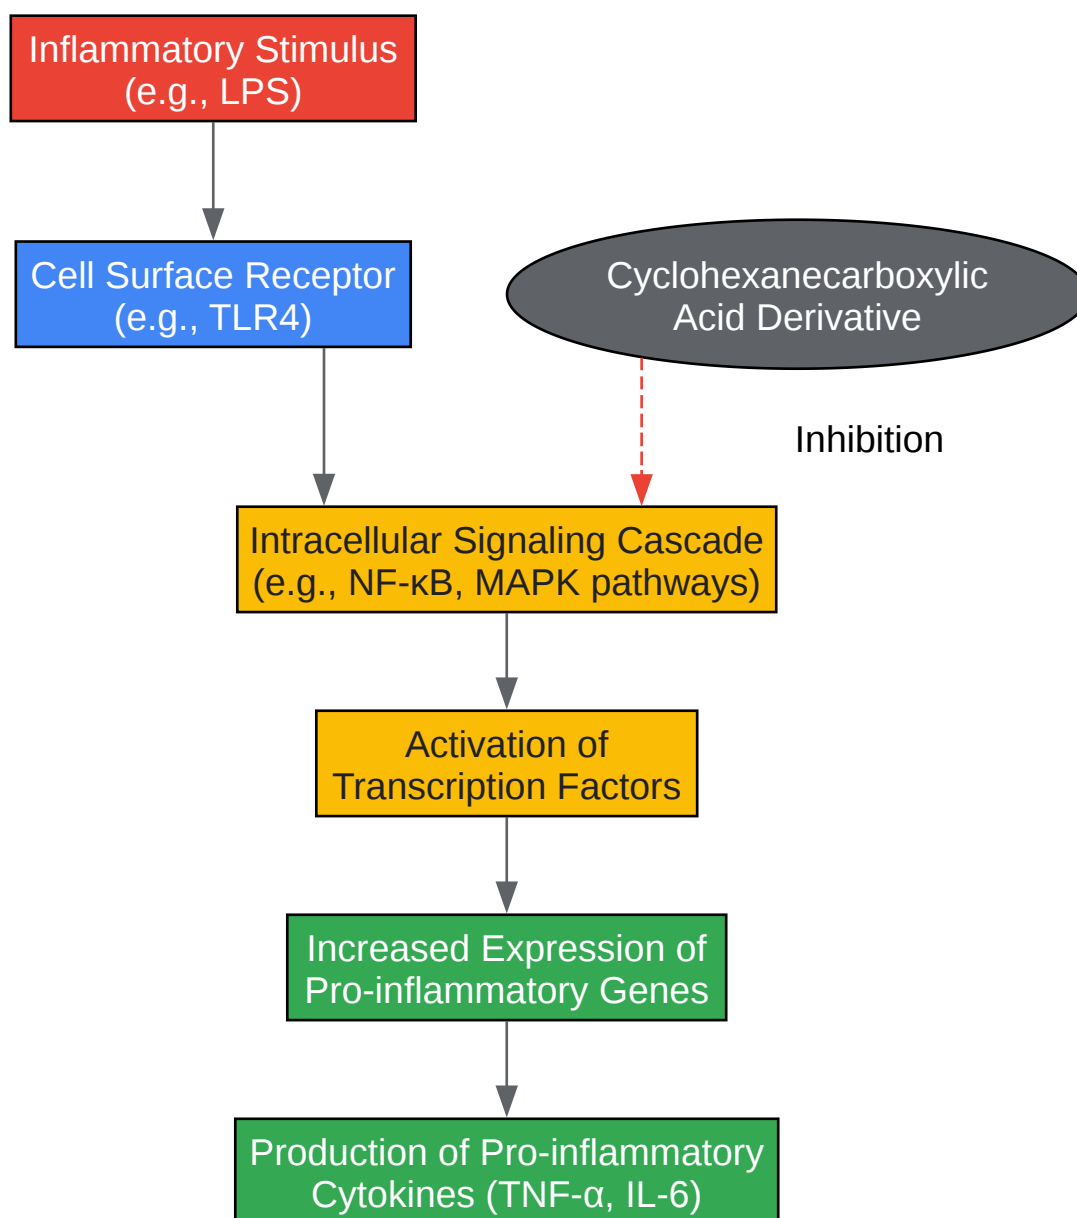 Inflammatory Stimulus
(e.g., LPS)
Cell Surface Receptor
(e.g., TLR4)
Cyclohexanecarboxylic
Acid Derivative
Inhibition
Intracellular Signaling Cascade
(e.g., NF-κB, MAPK pathways)
Activation of
Transcription Factors
Increased Expression of
Pro-inflammatory Genes
Production of Pro-inflammatory
Cytokines (TNF-α, IL-6)